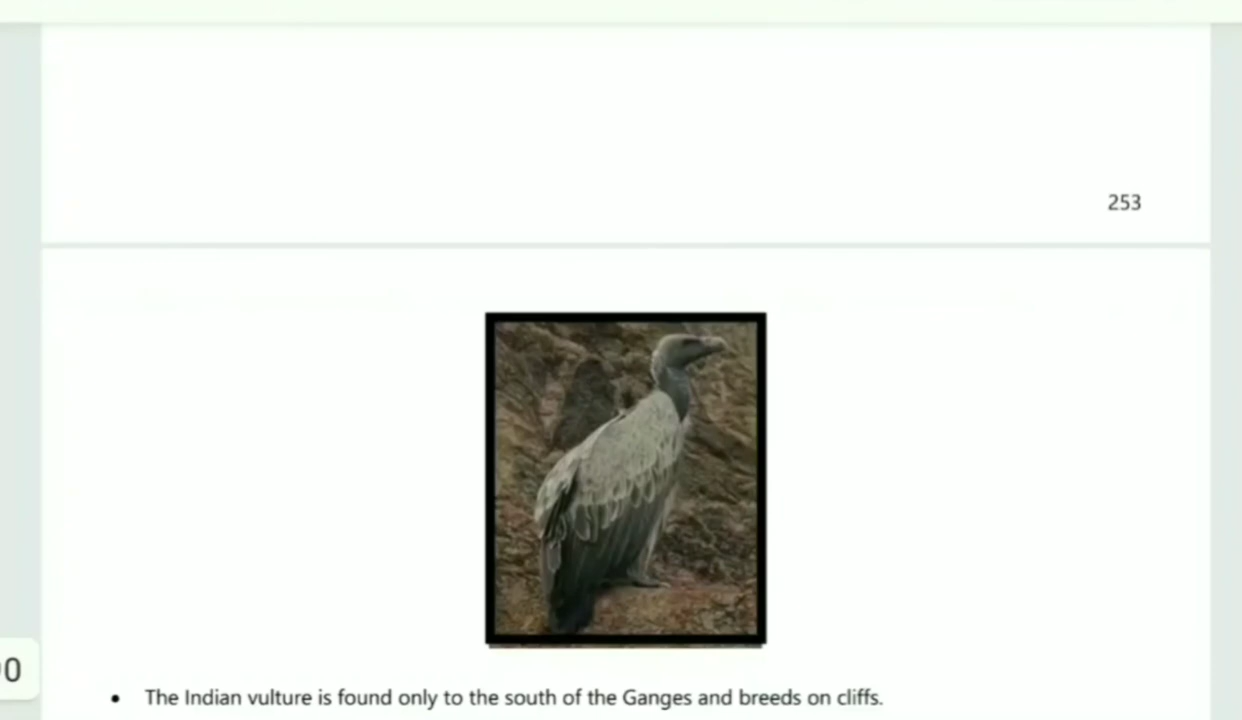 253
• The Indian vulture is found only to the south of the Ganges and breeds on cliffs.